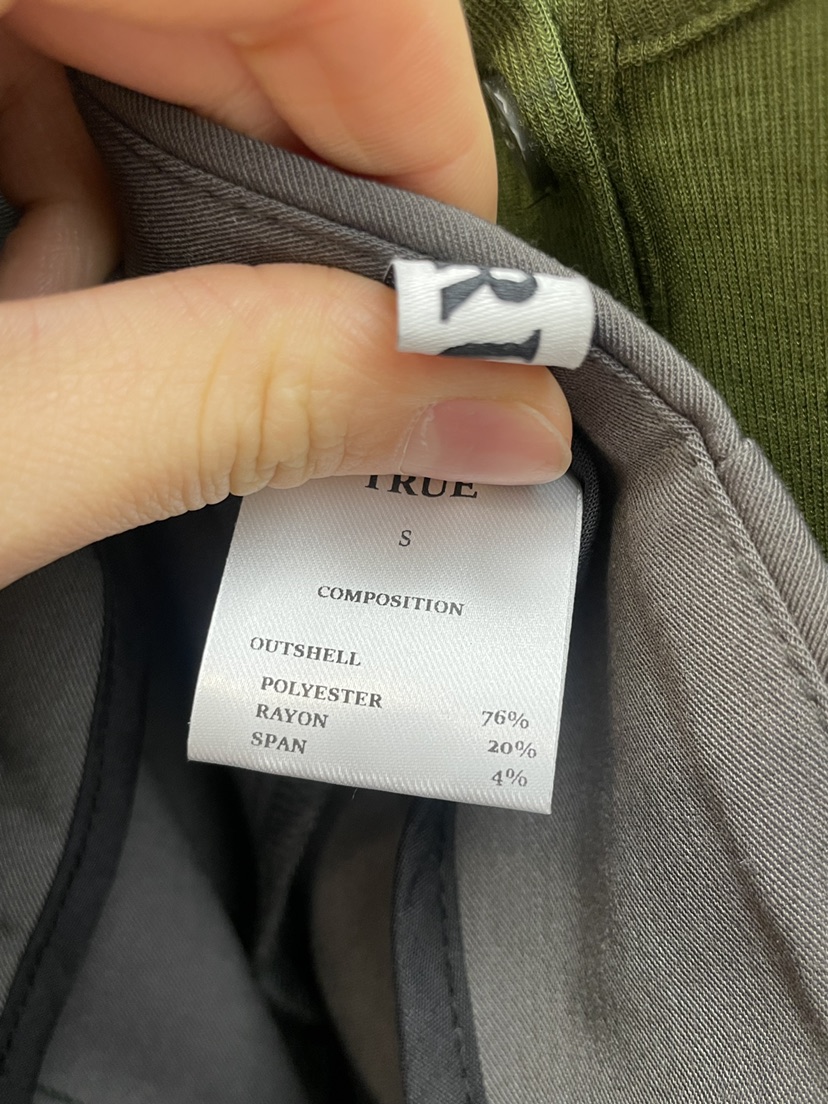 TRUE
S
COMPOSITION
OUTSHELL
POLYESTER 76%
RAYON 20%
SPAN 4%